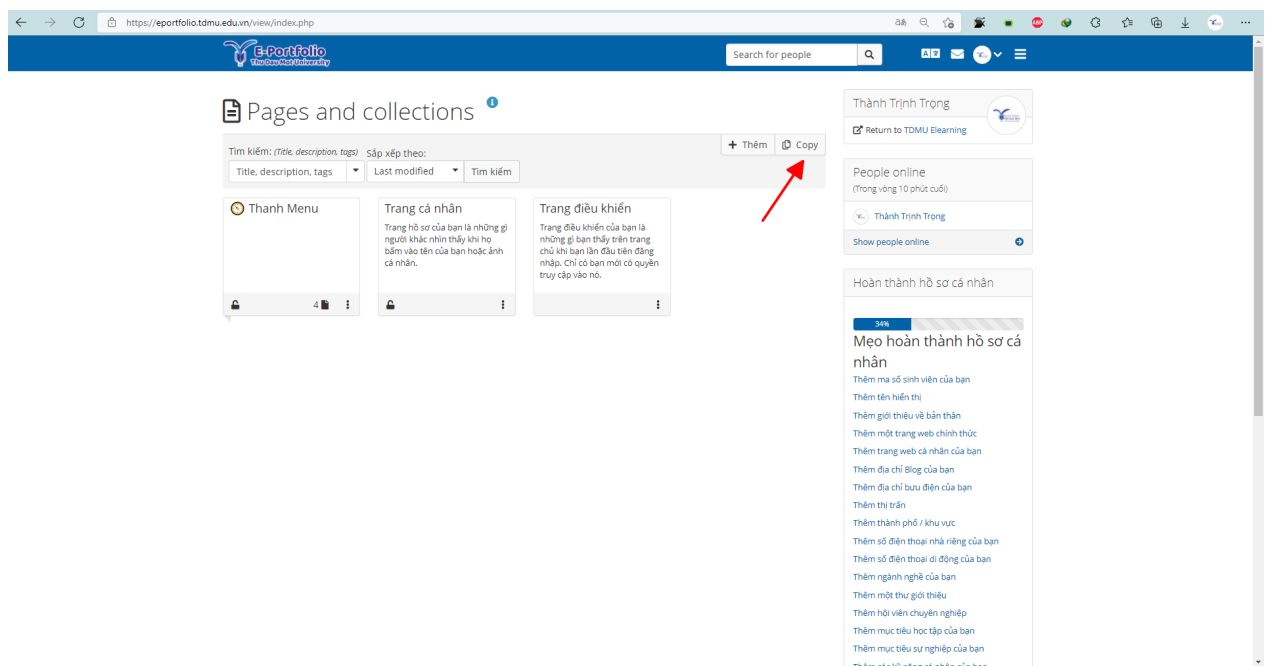 https://eportfolio.tdmu.edu.vn/view/index.php
E-Portfolio
Thu Dau Mot University
Search for people
Pages and collections
Tìm kiếm: (Title, description, tags)
Sắp xếp theo:
Title, description, tags
Last modified
Tìm kiếm
Thêm
Copy
Thanh Menu
4
Trang cá nhân
Trang hồ sơ của bạn là những gì
người khác nhìn thấy khi họ
bấm vào tên của bạn hoặc ảnh
cá nhân.
Trang điều khiển
Trang điều khiển của bạn là
những gì bạn thấy trên trang
chủ khi bạn lần đầu tiên đăng
nhập. Chỉ có bạn mới có quyền
truy cập vào nó.
Thành Trịnh Trọng
Return to TDMU Elearning
People online
(Trong vòng 10 phút cuối)
Thành Trịnh Trọng
Show people online
Hoàn thành hồ sơ cá nhân
34%
Mẹo hoàn thành hồ sơ cá
nhân
Thêm ma số sinh viên của bạn
Thêm tên hiển thị
Thêm giới thiệu về bản thân
Thêm một trang web chính thức
Thêm trang web cá nhân của bạn
Thêm địa chỉ Blog của bạn
Thêm địa chỉ bưu điện của bạn
Thêm thị trấn
Thêm thành phố / khu vực
Thêm số điện thoại nhà riêng của bạn
Thêm số điện thoại di động của bạn
Thêm ngành nghề của bạn
Thêm một thư giới thiệu
Thêm hội viên chuyên nghiệp
Thêm mục tiêu học tập của bạn
Thêm mục tiêu sự nghiệp của bạn